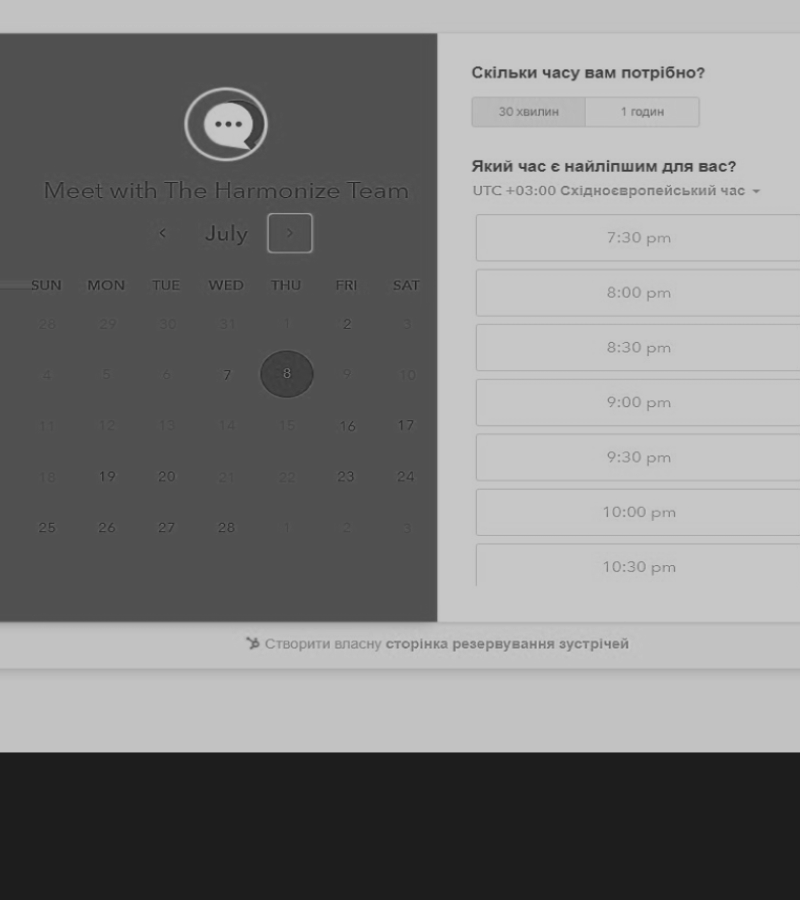 Meet with The Harmonize Team
July
SUN MON TUE WED THU FRI SAT
28 29 30 31 1 2 3
4 5 6 7 8 9 10
11 12 13 14 15 16 17
18 19 20 21 22 23 24
25 26 27 28 1 2 3
Скільки часу вам потрібно?
30 хвилин 1 годин
Який час є найліпшим для вас?
UTC +03:00 Східноєвропейський час
7:30 pm
8:00 pm
8:30 pm
9:00 pm
9:30 pm
10:00 pm
10:30 pm
Створити власну сторінка резервування зустрічей